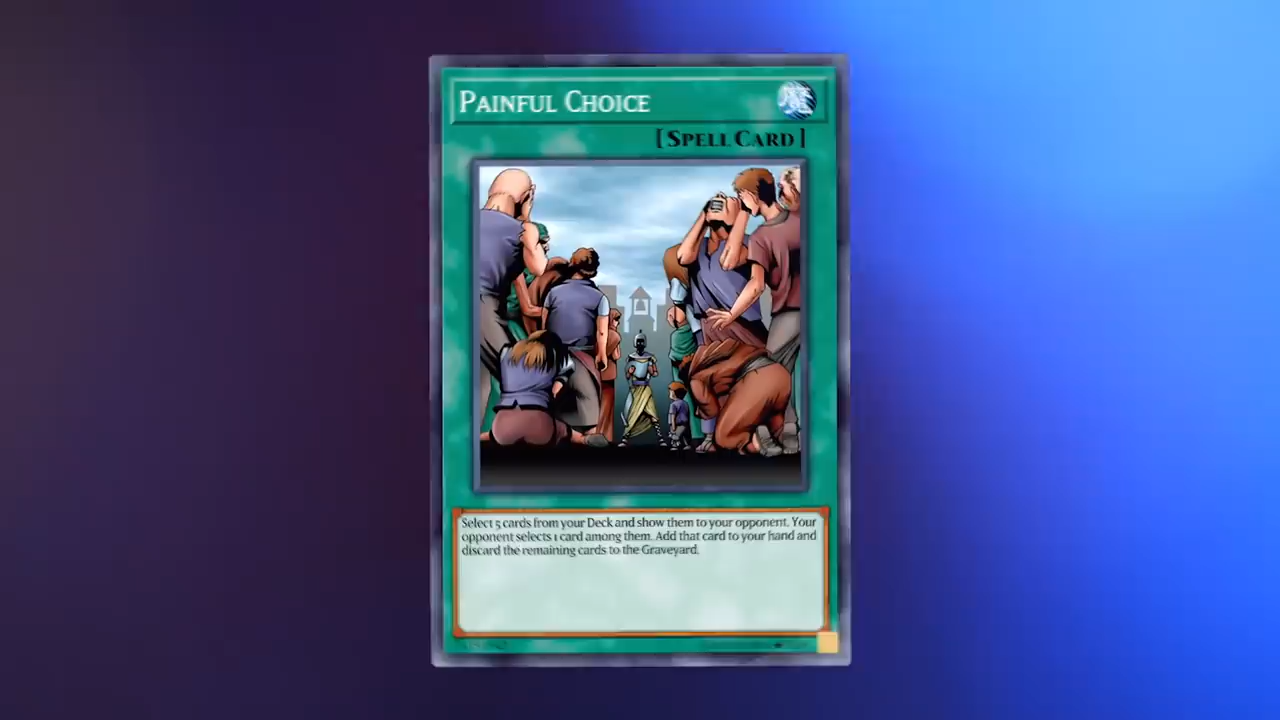 PAINFUL CHOICE
[SPELL CARD]
Select 5 cards from your Deck and show them to your opponent. Your
opponent selects 1 card among them. Add that card to your hand and
discard the remaining cards to the Graveyard.